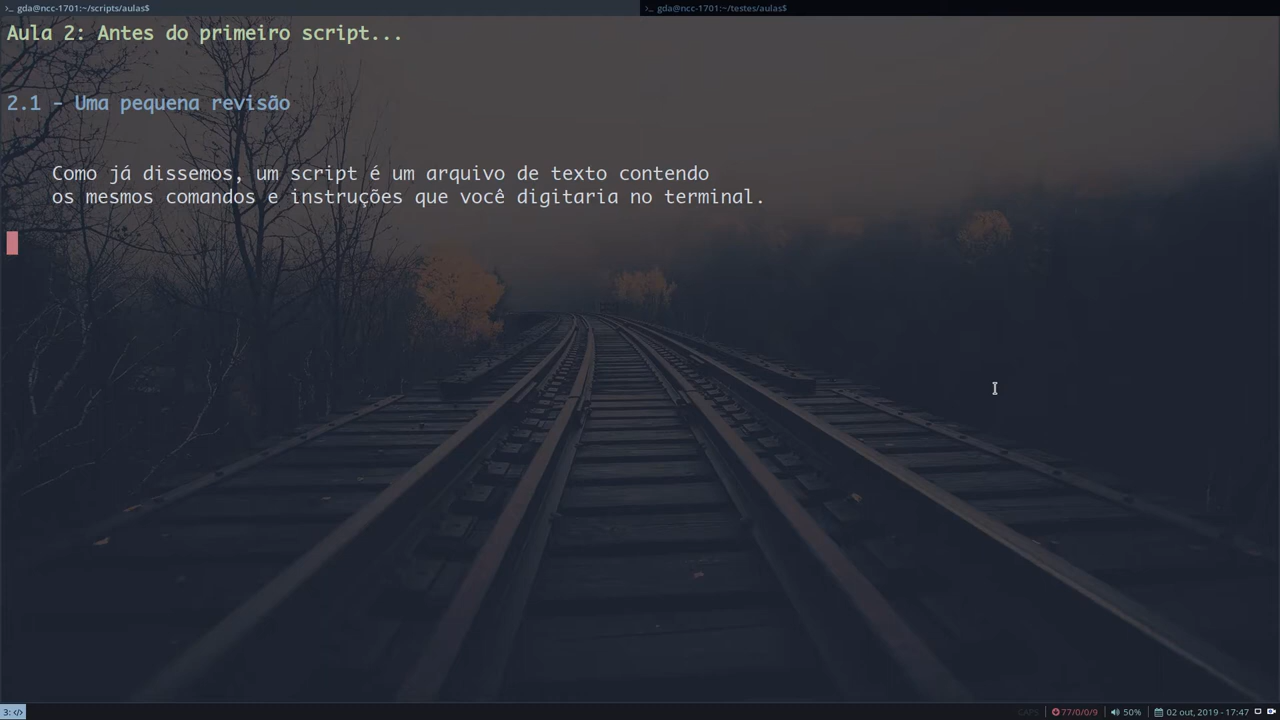 >_ gda@ncc-1701:~/scripts/aulas$
>_ gda@ncc-1701:~/testes/aulas$
Aula 2: Antes do primeiro script...
2.1 - Uma pequena revisão
Como já dissemos, um script é um arquivo de texto contendo
os mesmos comandos e instruções que você digitaria no terminal.
3: </>
CAPS
77/0/0/9
50%
02 out, 2019 - 17:47